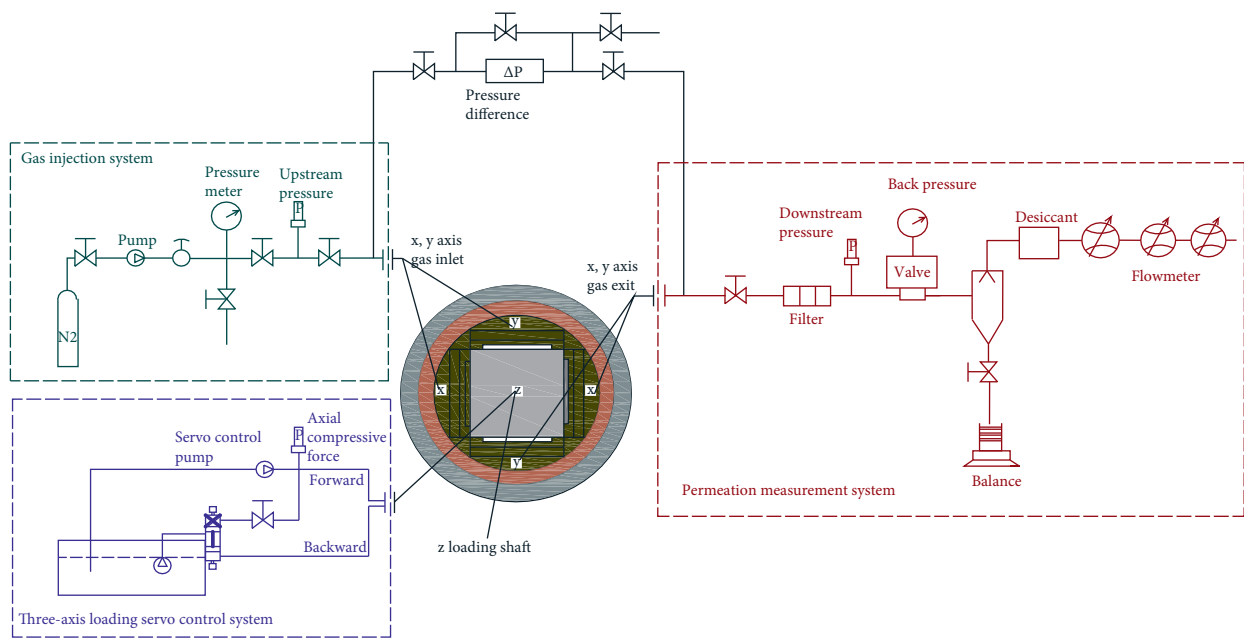 ΔP
Pressure
difference
Gas injection system
Pressure
meter
Upstream
pressure
P
Pump
N2
x, y axis
gas inlet
x, y axis
gas exit
y
x
z
x
y
z loading shaft
Back pressure
Downstream
pressure
P
Valve
Desiccant
Flowmeter
Filter
Balance
Permeation measurement system
Servo control
pump
P
Axial
compressive
force
Forward
Backward
Three-axis loading servo control system